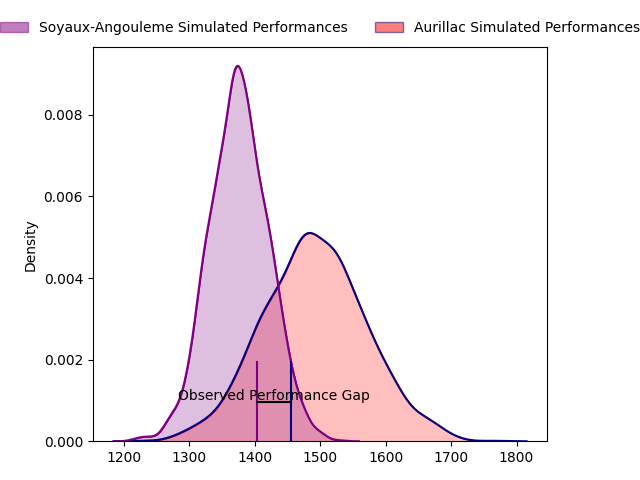 Soyaux-Angouleme Simulated Performances
Aurillac Simulated Performances
Density
0.008
0.006
0.004
0.002
0.000
Observed Performance Gap
1200 1300 1400 1500 1600 1700 1800